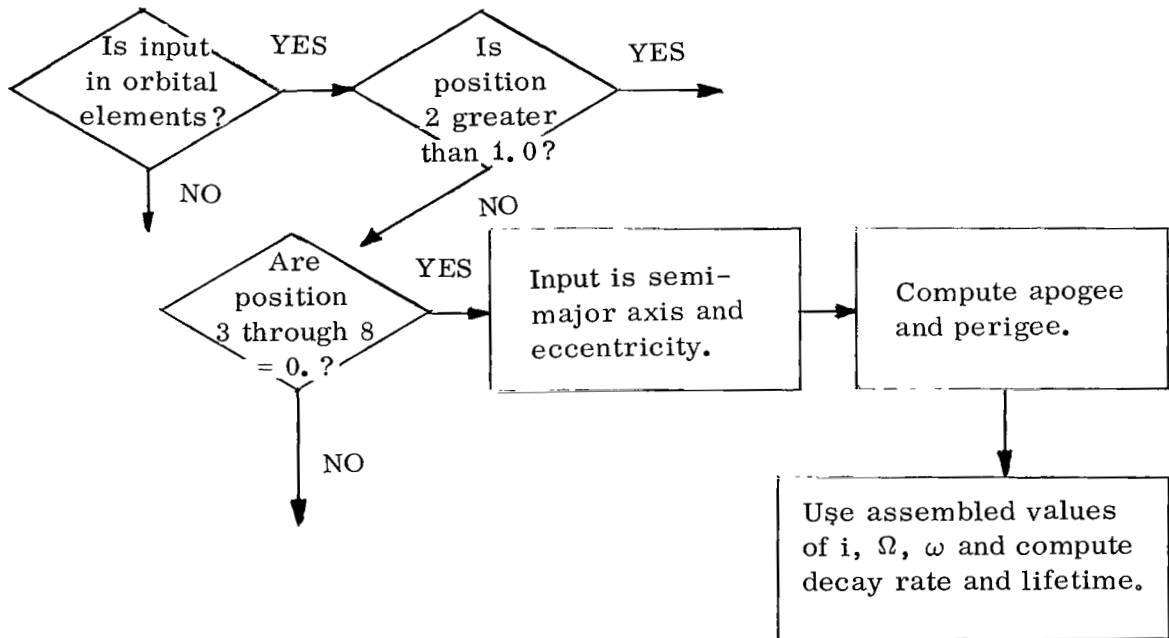 Is input
in orbital
elements?
YES
Is
position
2 greater
than 1.0?
YES
NO
NO
Are
position
3 through 8
= 0. ?
YES
Input is semi-
major axis and
eccentricity.
Compute apogee
and perigee.
NO
Use assembled values
of i, Ω, ω and compute
decay rate and lifetime.